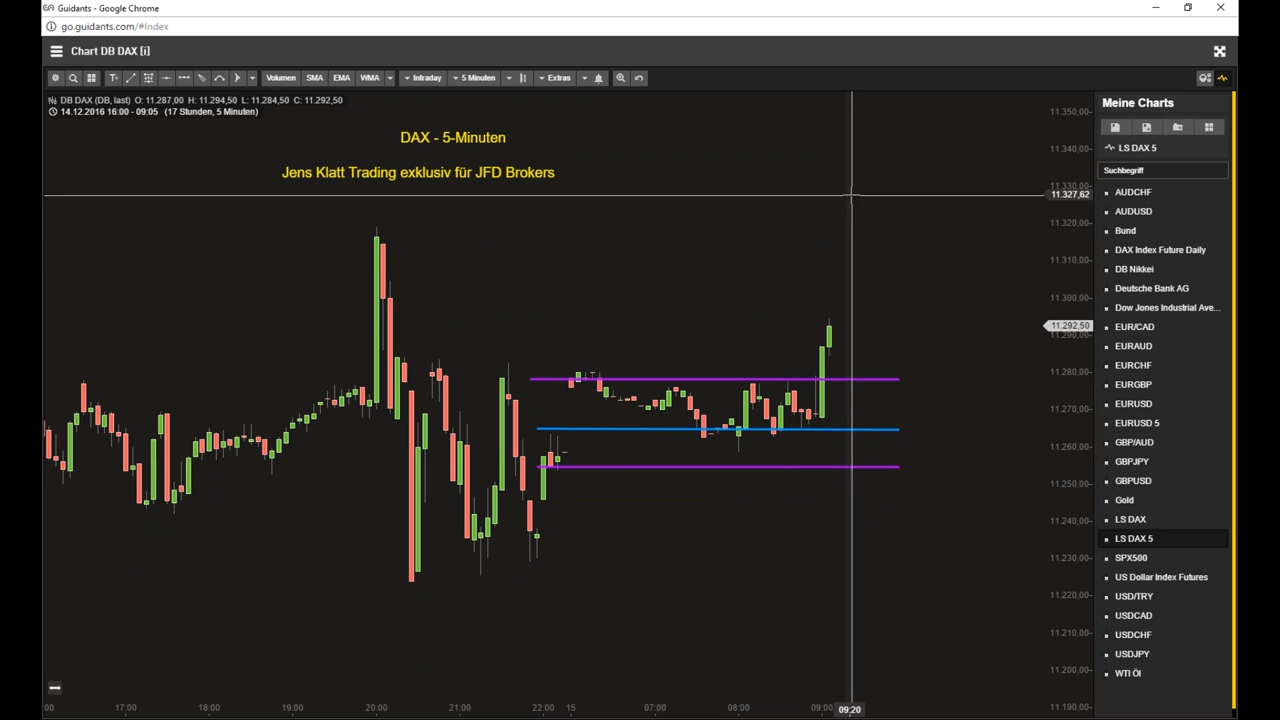 Guidants - Google Chrome
go.guidants.com/#Index
Chart DB DAX [i]
Volumen SMA EMA WMA Intraday 5 Minuten Extras
DB DAX (DB, last) O: 11.287,00 H: 11.294,50 L: 11.284,50 C: 11.292,50
14.12.2016 16:00 - 09:05 (17 Stunden, 5 Minuten)
DAX - 5-Minuten
Jens Klatt Trading exklusiv für JFD Brokers
11.350,00
11.340,00
11.330,00
11.327,62
11.320,00
11.310,00
11.300,00
11.292,50
11.290,00
11.280,00
11.270,00
11.260,00
11.250,00
11.240,00
11.230,00
11.220,00
11.210,00
11.200,00
11.190,00
00 17:00 18:00 19:00 20:00 21:00 22:00 15 07:00 08:00 09:00 09:20
Meine Charts
LS DAX 5
Suchbegriff
AUDCHF
AUDUSD
Bund
DAX Index Future Daily
DB Nikkei
Deutsche Bank AG
Dow Jones Industrial Ave...
EUR/CAD
EURAUD
EURCHF
EURGBP
EURUSD
EURUSD 5
GBP/AUD
GBPJPY
GBPUSD
Gold
LS DAX
LS DAX 5
SPX500
US Dollar Index Futures
USD/TRY
USDCAD
USDCHF
USDJPY
WTI Öl